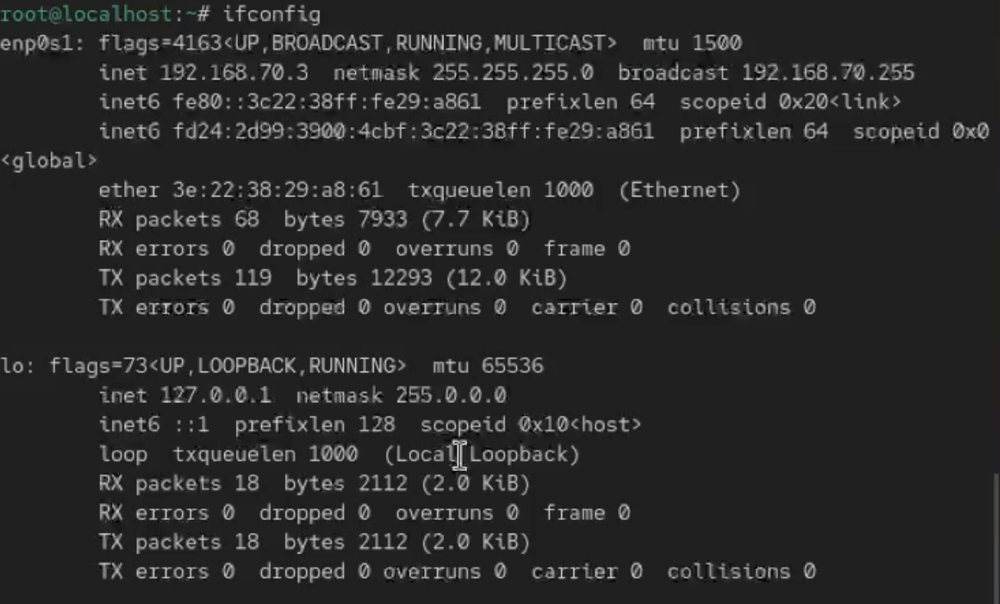 root@localhost:~# ifconfig
enp0s1: flags=4163<UP,BROADCAST,RUNNING,MULTICAST>  mtu 1500
        inet 192.168.70.3  netmask 255.255.255.0  broadcast 192.168.70.255
        inet6 fe80::3c22:38ff:fe29:a861  prefixlen 64  scopeid 0x20<link>
        inet6 fd24:2d99:3900:4cbf:3c22:38ff:fe29:a861  prefixlen 64  scopeid 0x0
<global>
        ether 3e:22:38:29:a8:61  txqueuelen 1000  (Ethernet)
        RX packets 68  bytes 7933 (7.7 KiB)
        RX errors 0  dropped 0  overruns 0  frame 0
        TX packets 119  bytes 12293 (12.0 KiB)
        TX errors 0  dropped 0 overruns 0  carrier 0  collisions 0

lo: flags=73<UP,LOOPBACK,RUNNING>  mtu 65536
        inet 127.0.0.1  netmask 255.0.0.0
        inet6 ::1  prefixlen 128  scopeid 0x10<host>
        loop  txqueuelen 1000  (Local Loopback)
        RX packets 18  bytes 2112 (2.0 KiB)
        RX errors 0  dropped 0  overruns 0  frame 0
        TX packets 18  bytes 2112 (2.0 KiB)
        TX errors 0  dropped 0 overruns 0  carrier 0  collisions 0